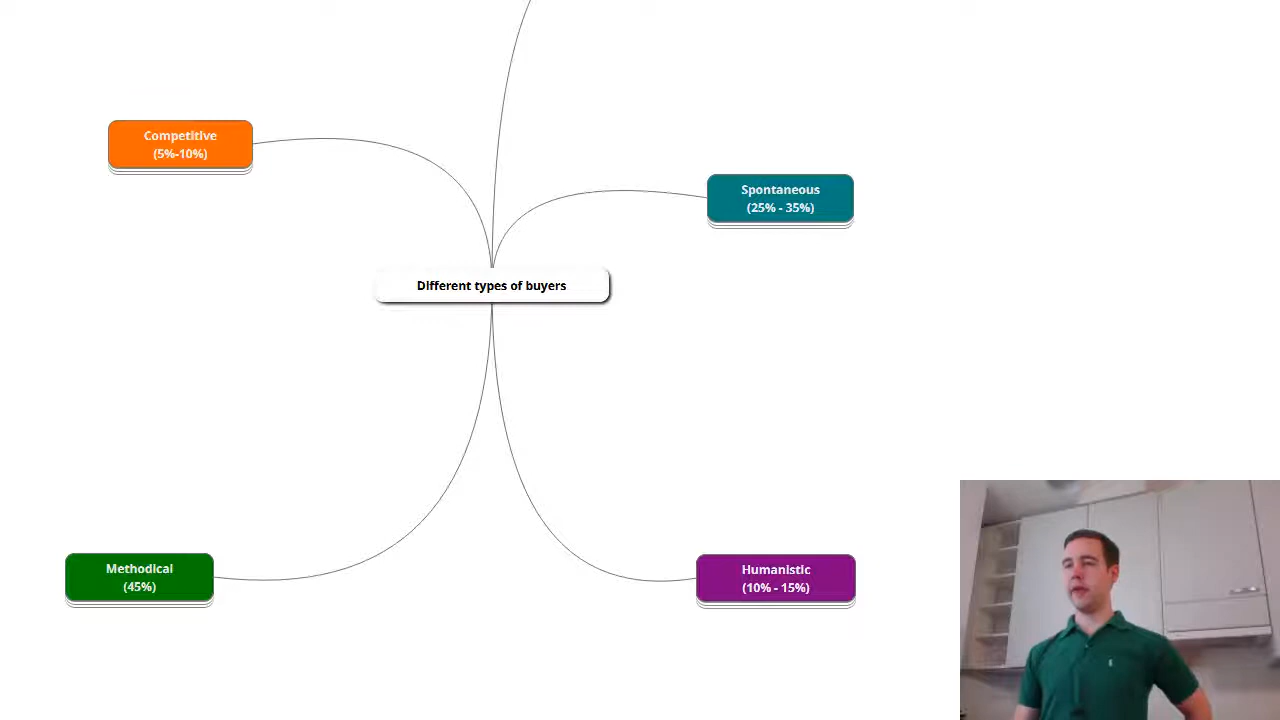 Competitive
(5%-10%)
Spontaneous
(25% - 35%)
Different types of buyers
Methodical
(45%)
Humanistic
(10% - 15%)